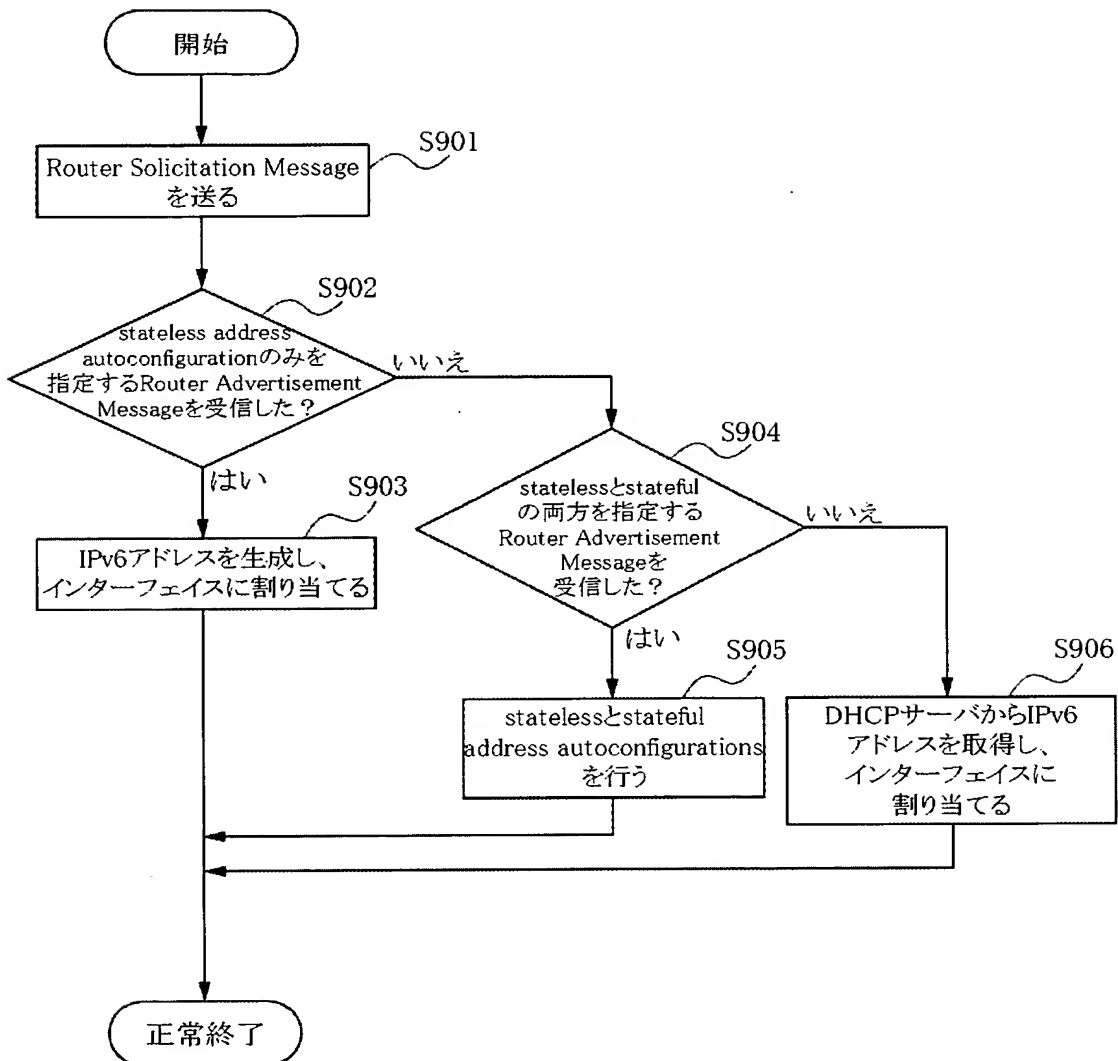 開始
S901
Router Solicitation Message
を送る
S902
stateless address
autoconfigurationのみを
指定するRouter Advertisement
Messageを受信した？
いいえ
はい
S903
IPv6アドレスを生成し、
インターフェイスに割り当てる
S904
statelessとstateful
の両方を指定する
Router Advertisement
Messageを
受信した？
いいえ
はい
S905
statelessとstateful
address autoconfigurations
を行う
S906
DHCPサーバからIPv6
アドレスを取得し、
インターフェイスに
割り当てる
正常終了